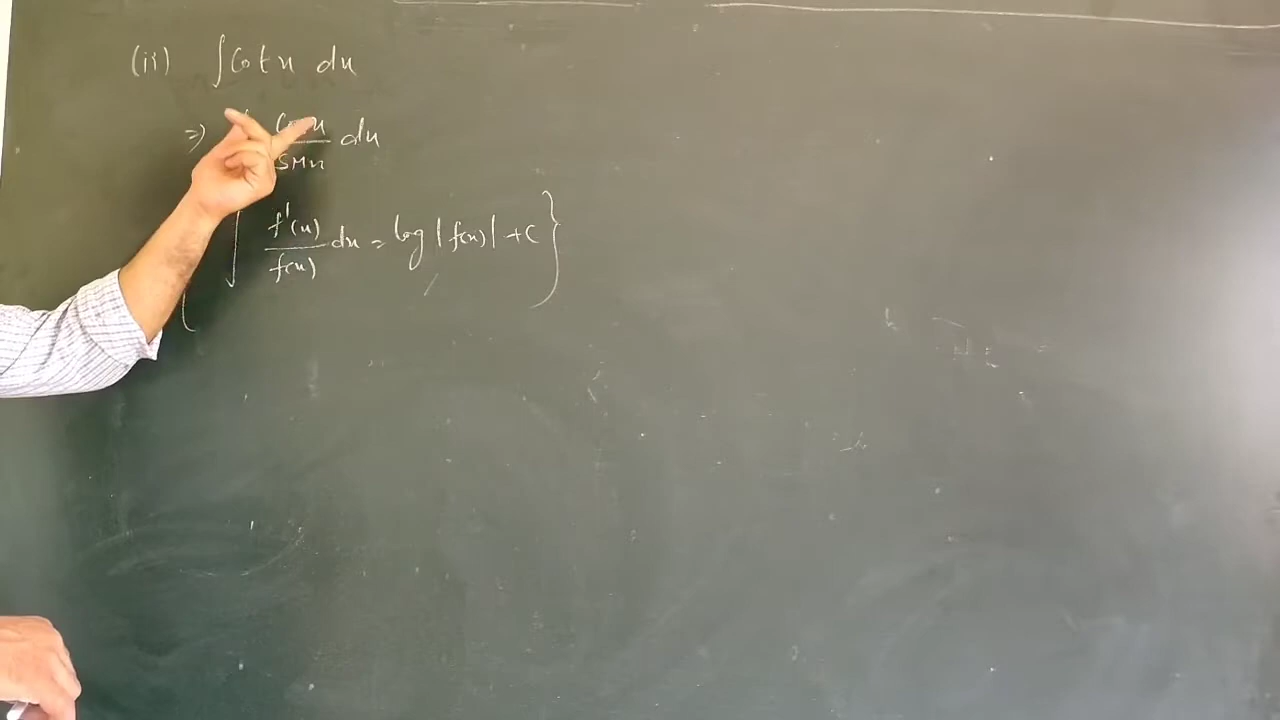 (ii) ∫ Cot x dx
=> Cos x / Sin x dx
{ ∫ f'(x) / f(x) dx = log | f(x) | + C }